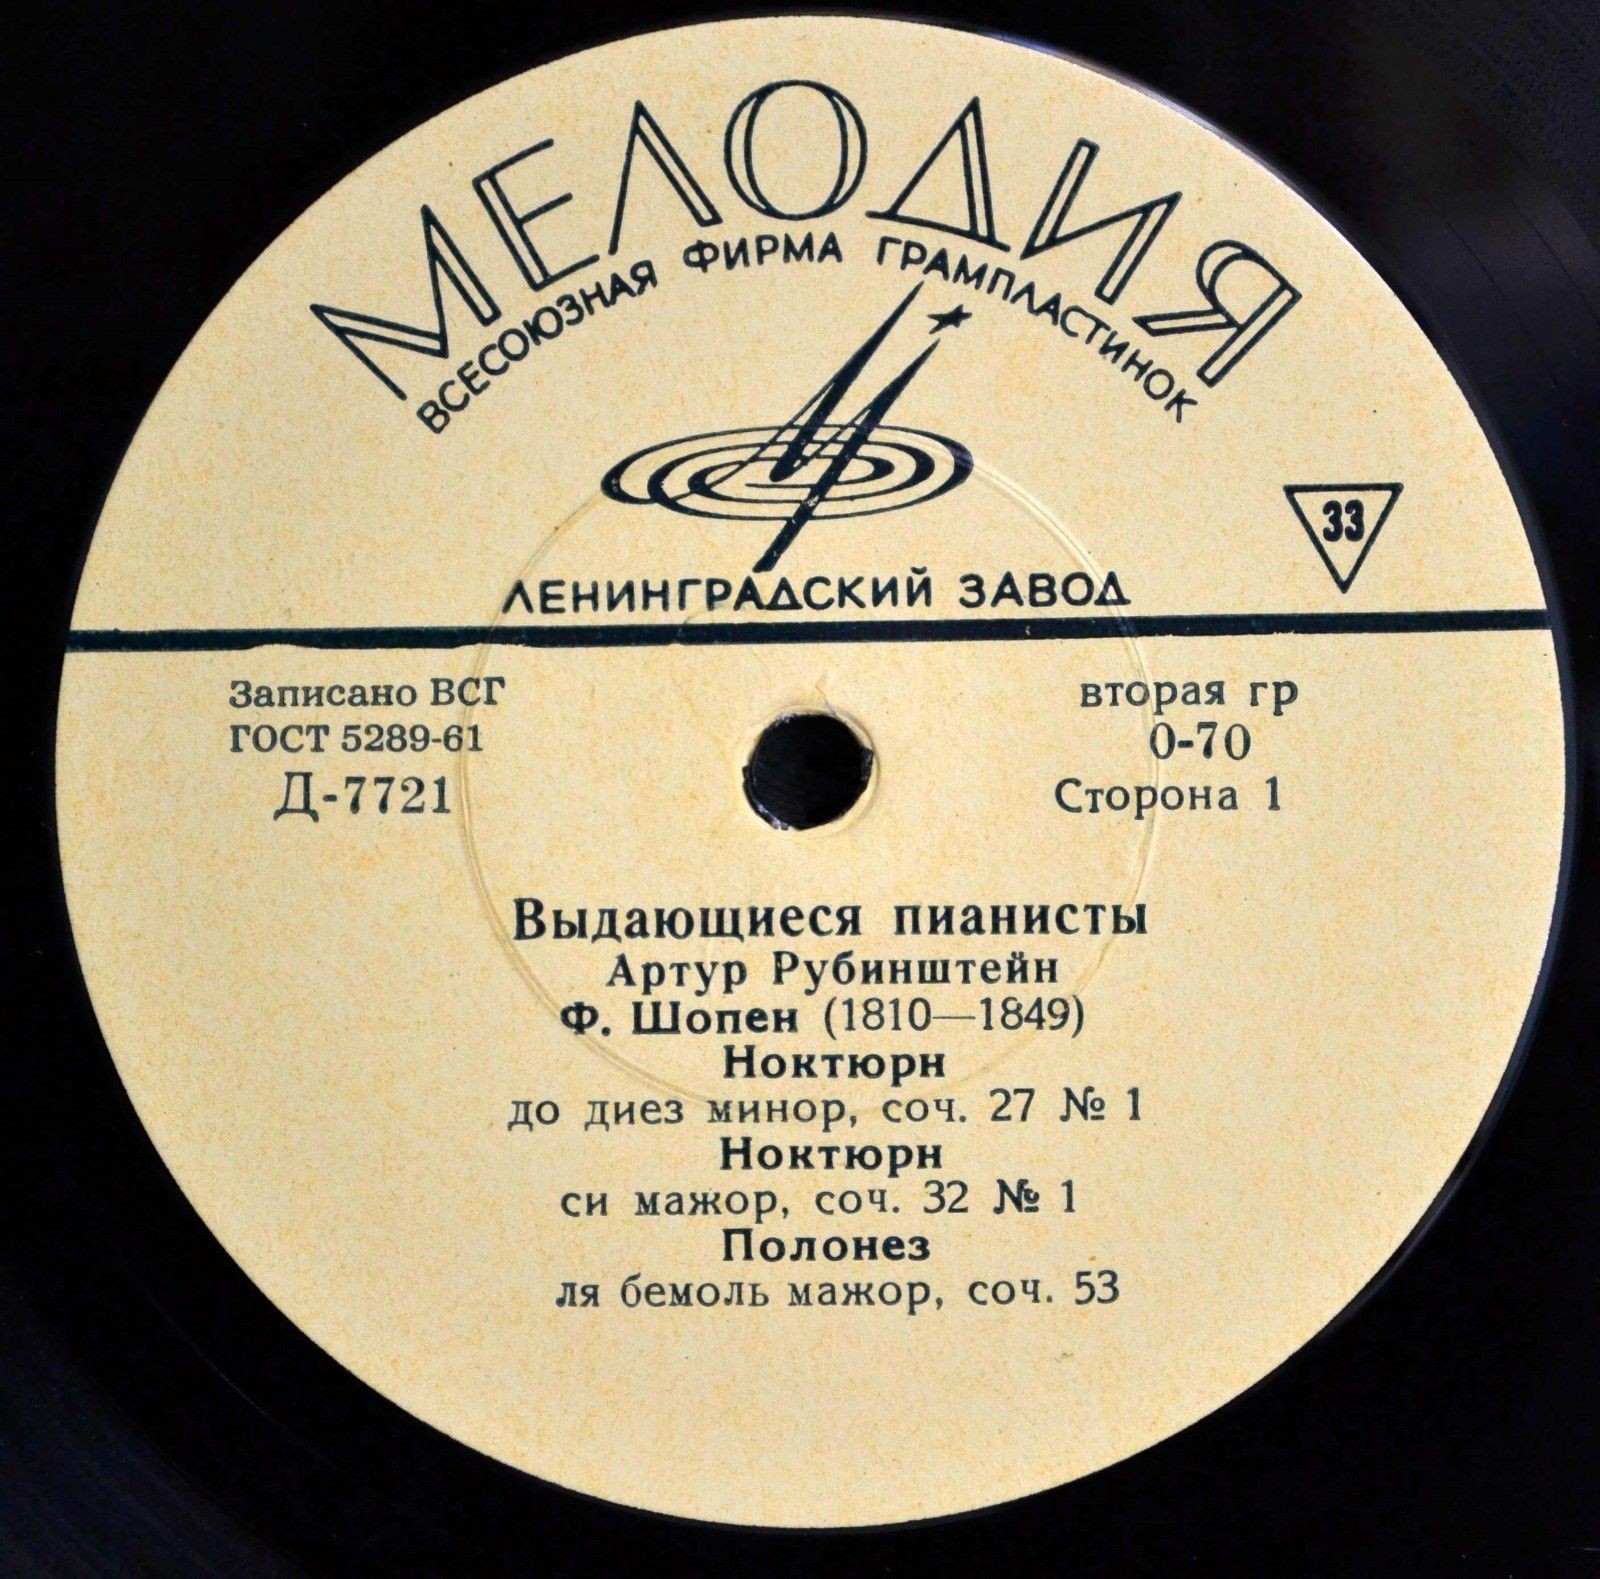 МЕЛОДИЯ
ВСЕСОЮЗНАЯ ФИРМА ГРАМПЛАСТИНОК
33
ЛЕНИНГРАДСКИЙ ЗАВОД
Записано ВСГ
ГОСТ 5289-61
Д-7721
вторая гр
0-70
Сторона 1
Выдающиеся пианисты
Артур Рубинштейн
Ф. Шопен (1810—1849)
Ноктюрн
до диез минор, соч. 27 № 1
Ноктюрн
си мажор, соч. 32 № 1
Полонез
ля бемоль мажор, соч. 53